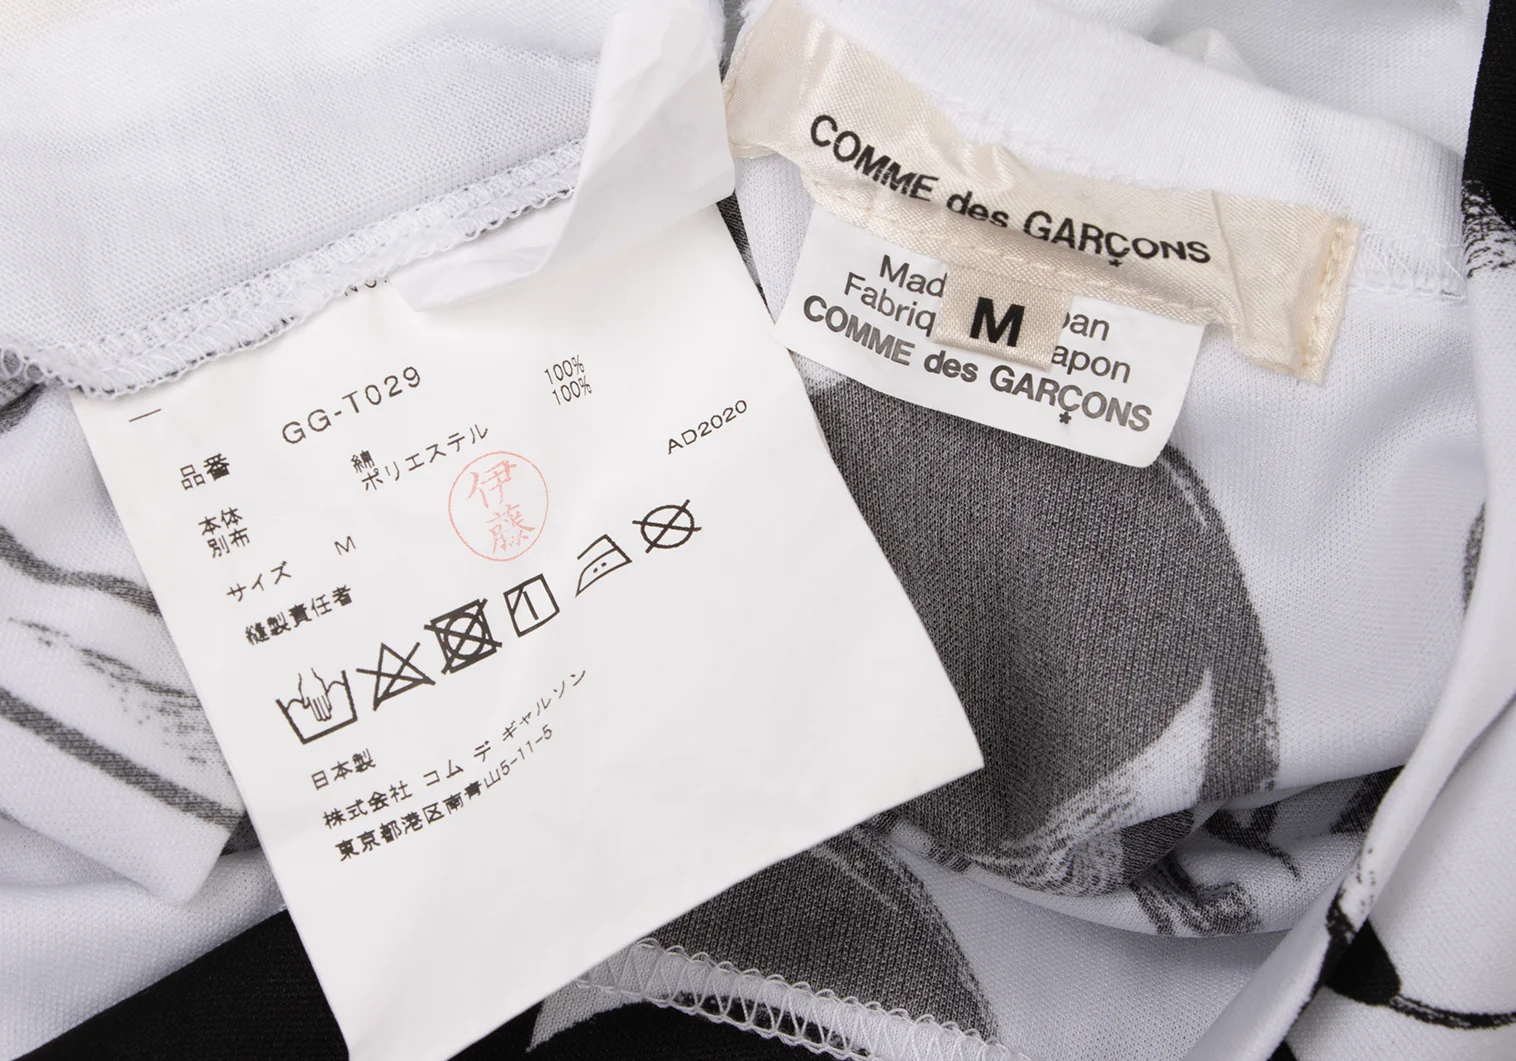 COMME des GARÇONS
M
COMME des GARÇONS
品番 GG-T029
本体 綿 100%
別布 ポリエステル 100%
サイズ M
AD2020
縫製責任者
伊藤
日本製
株式会社 コム デ ギャルソン
東京都港区南青山5-11-5